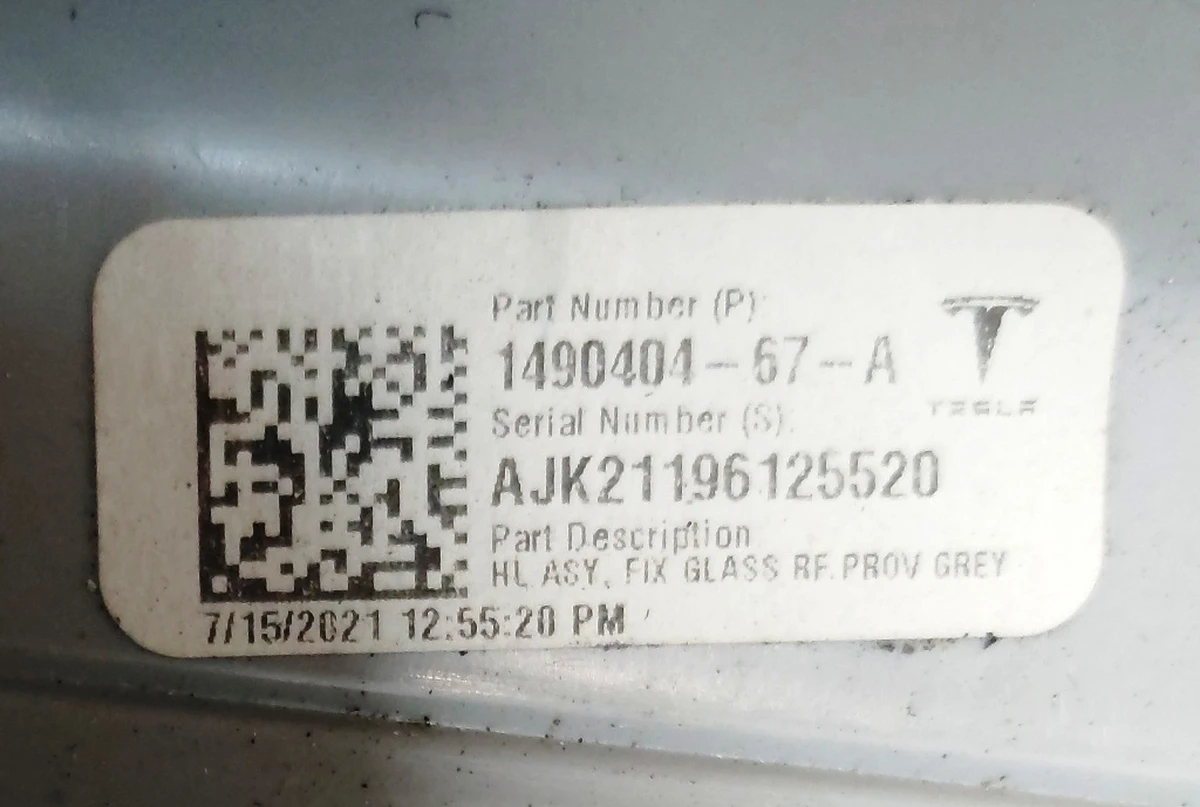 Part Number (P):
1490404-67-A
TESLA
Serial Number (S):
AJK21196125520
Part Description
HL ASY, FIX GLASS RF. PROV GREY
7/15/2021 12:55:20 PM